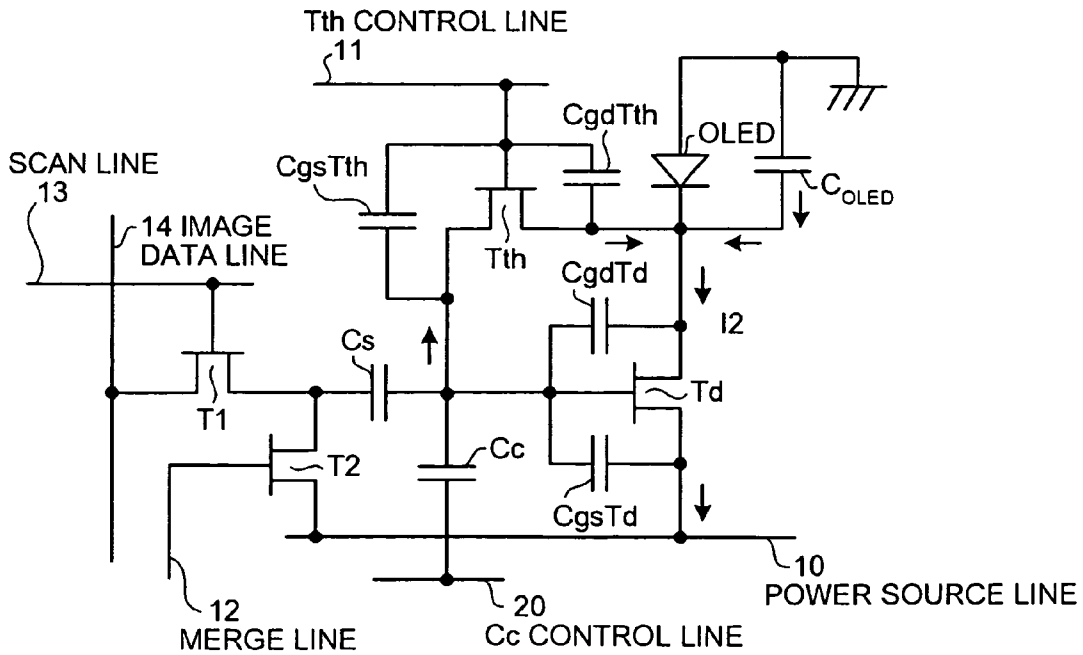 Tth CONTROL LINE
11
CgdTth
OLED
SCAN LINE
13
CgsTth
COLED
14 IMAGE
DATA LINE
Tth
CgdTd
I2
Cs
Td
T1
T2
Cc
CgsTd
10
POWER SOURCE LINE
12
MERGE LINE
20
Cc CONTROL LINE